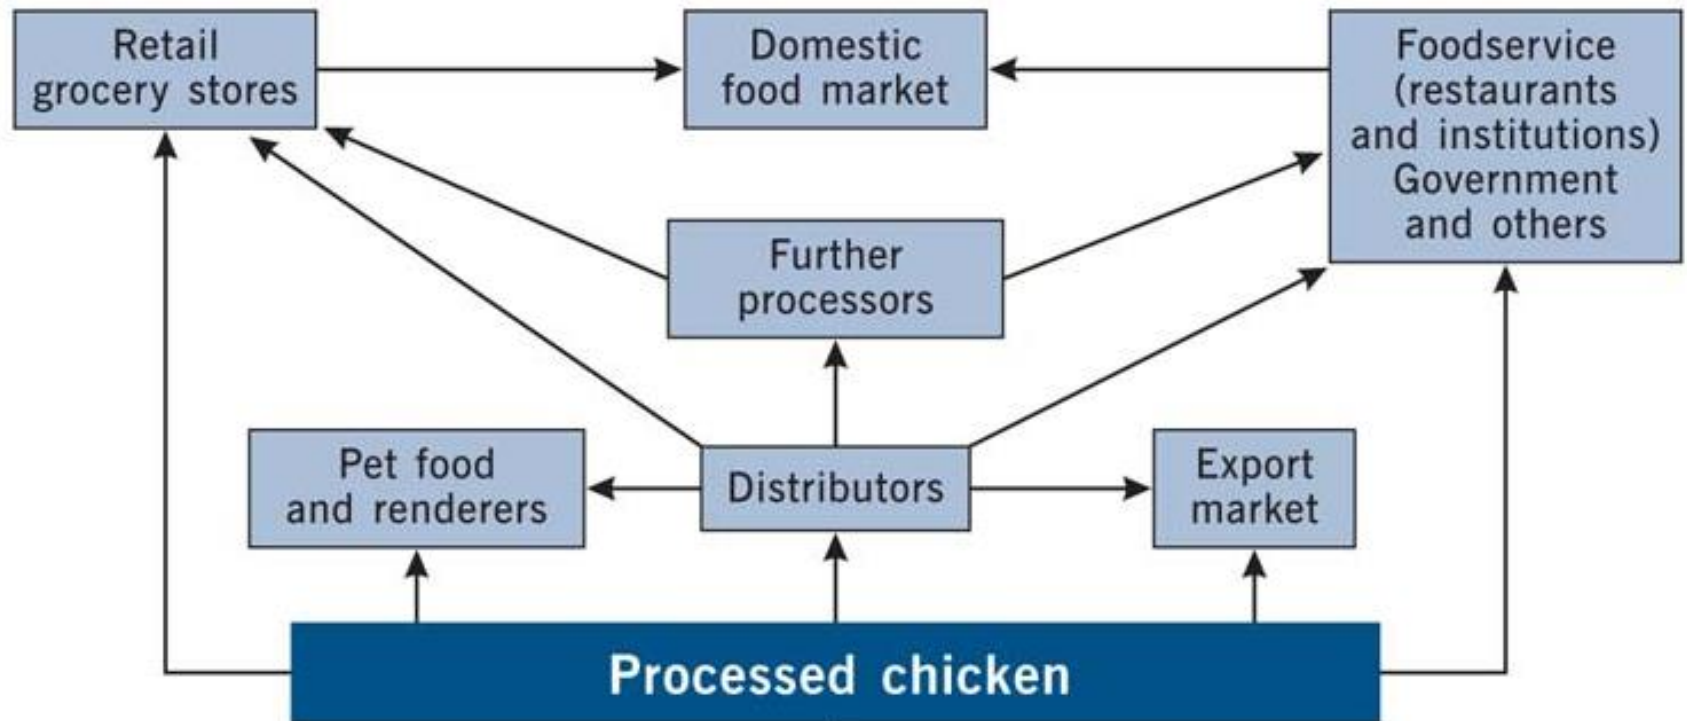 Retail
grocery stores
Domestic
food market
Foodservice
(restaurants
and institutions)
Government
and others
Further
processors
Pet food
and renderers
Distributors
Export
market
Processed chicken